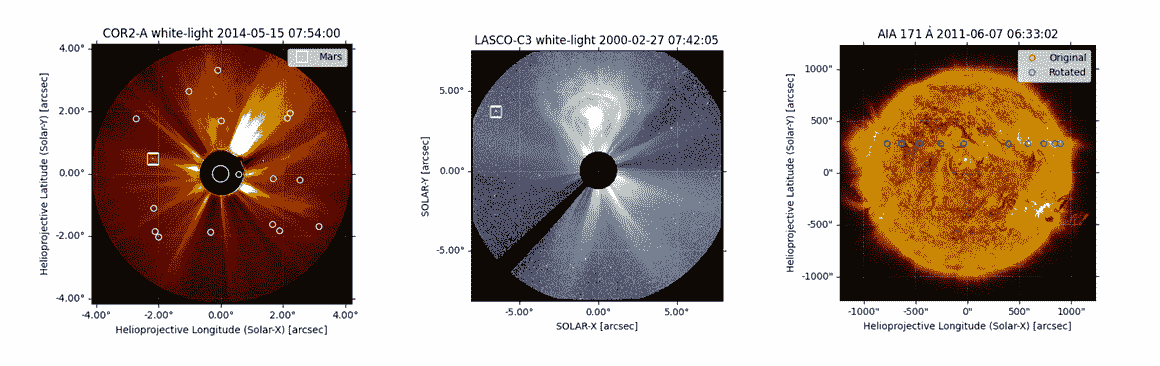 COR2-A white-light 2014-05-15 07:54:00
Mars
4.00°
2.00°
0.00°
-2.00°
-4.00°
Helioprojective Latitude (Solar-Y) [arcsec]
-4.00° -2.00° 0.00° 2.00° 4.00°
Helioprojective Longitude (Solar-X) [arcsec]
LASCO-C3 white-light 2000-02-27 07:42:05
5.00°
0.00°
-5.00°
SOLAR-Y [arcsec]
-5.00° 0.00° 5.00°
SOLAR-X [arcsec]
AIA 171 Å 2011-06-07 06:33:02
Original
Rotated
1000"
500"
0"
-500"
-1000"
Helioprojective Latitude (Solar-Y) [arcsec]
-1000" -500" 0" 500" 1000"
Helioprojective Longitude (Solar-X) [arcsec]